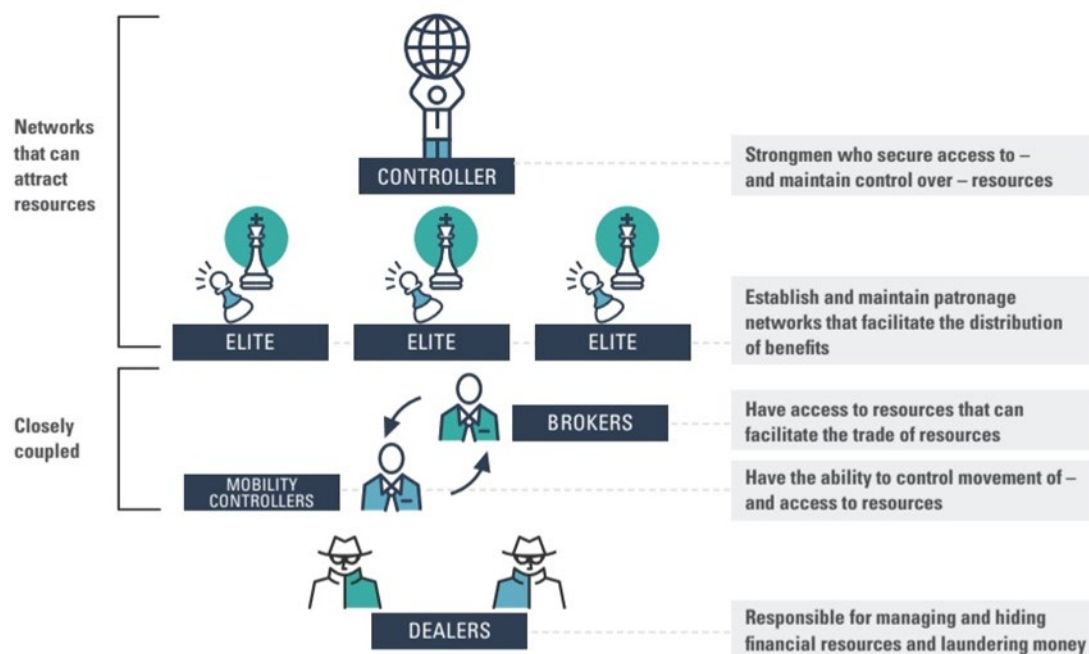 Networks
that can
attract
resources
CONTROLLER
Strongmen who secure access to –
and maintain control over – resources
ELITE
ELITE
ELITE
Establish and maintain patronage
networks that facilitate the distribution
of benefits
Closely
coupled
BROKERS
Have access to resources that can
facilitate the trade of resources
MOBILITY
CONTROLLERS
Have the ability to control movement of –
and access to resources
DEALERS
Responsible for managing and hiding
financial resources and laundering money